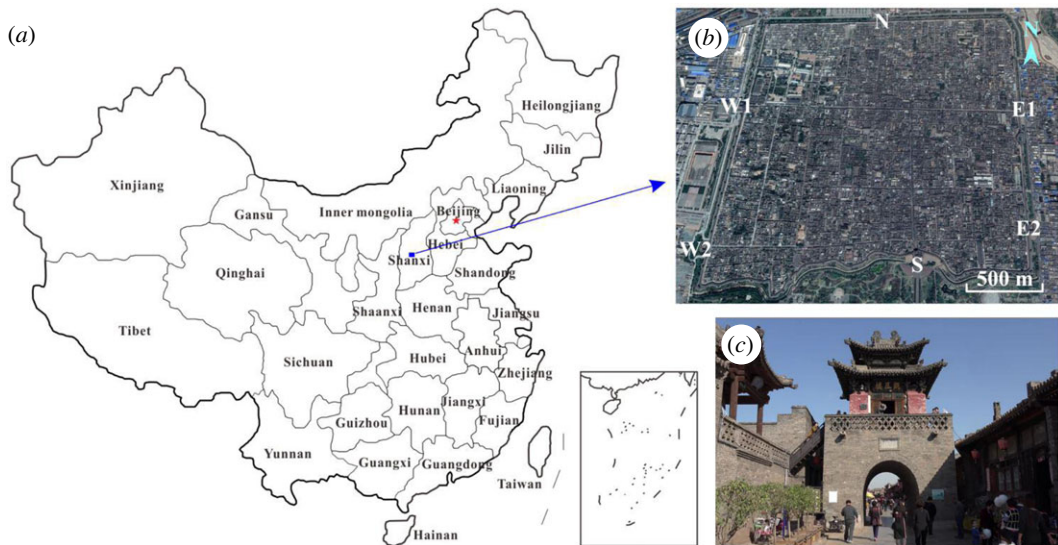 (a)
Heilongjiang
Jilin
Xinjiang
Liaoning
Gansu
Inner mongolia
Beijing
Hebei
Shanxi
Qinghai
Shandong
Shaanxi
Henan
Jiangsu
Tibet
Sichuan
Hubei
Anhui
Zhejiang
Hunan
Jiangxi
Guizhou
Fujian
Yunnan
Guangxi
Guangdong
Taiwan
Hainan
(b)
N
N
W1
E1
E2
W2
S
500 m
(c)